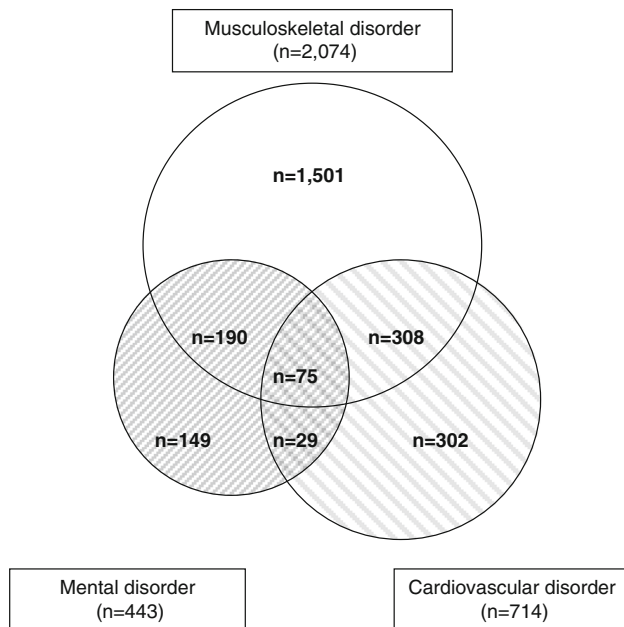 Musculoskeletal disorder
(n=2,074)
n=1,501
n=190
n=308
n=75
n=149
n=29
n=302
Mental disorder
(n=443)
Cardiovascular disorder
(n=714)